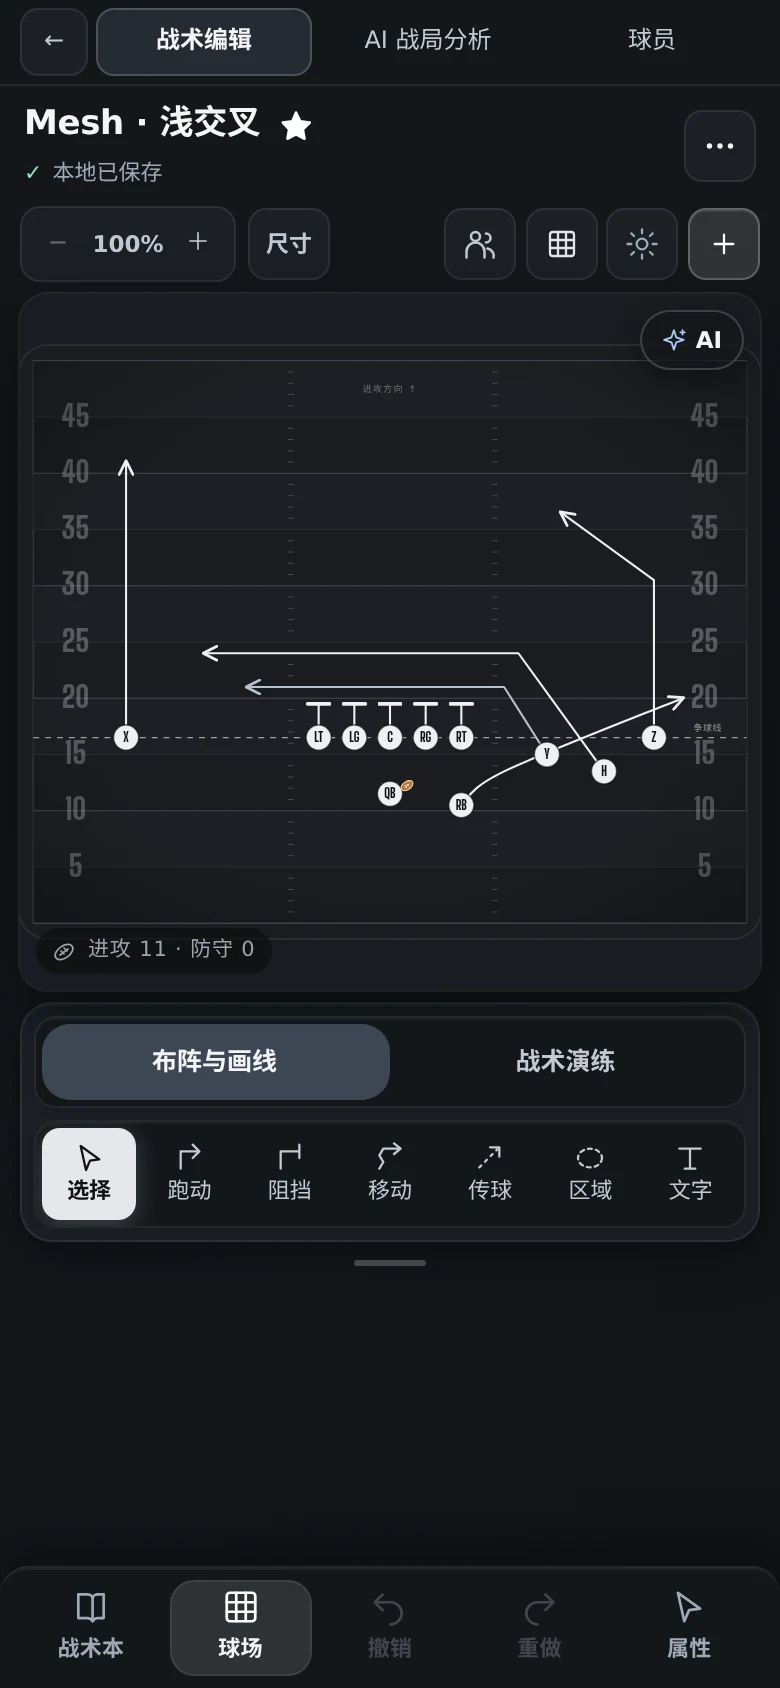 ← 战术编辑 AI 战局分析 球员
Mesh · 浅交叉 ★
✓ 本地已保存
− 100% + 尺寸
AI
进攻方向 ↑
45 45
40 40
35 35
30 30
25 25
20 20
争球线
X LT LG C RG RT Z
15 15
Y
H
QB
RB
10 10
5 5
进攻 11 · 防守 0
布阵与画线 战术演练
选择 跑动 阻挡 移动 传球 区域 文字
战术本 球场 撤销 重做 属性